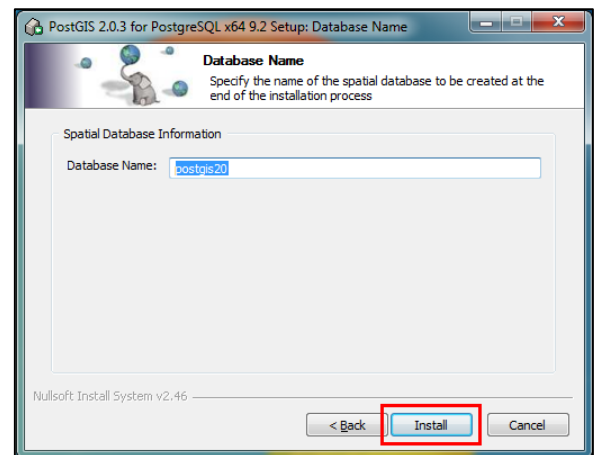 PostGIS 2.0.3 for PostgreSQL x64 9.2 Setup: Database Name
Database Name
Specify the name of the spatial database to be created at the
end of the installation process
Spatial Database Information
Database Name: postgis20
Nullsoft Install System v2.46
< Back Install Cancel